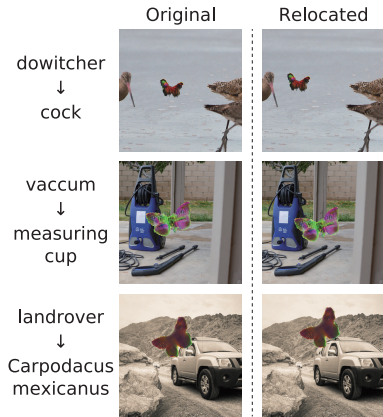 Original Relocated
dowitcher
↓
cock
vaccum
↓
measuring
cup
landrover
↓
Carpodacus
mexicanus